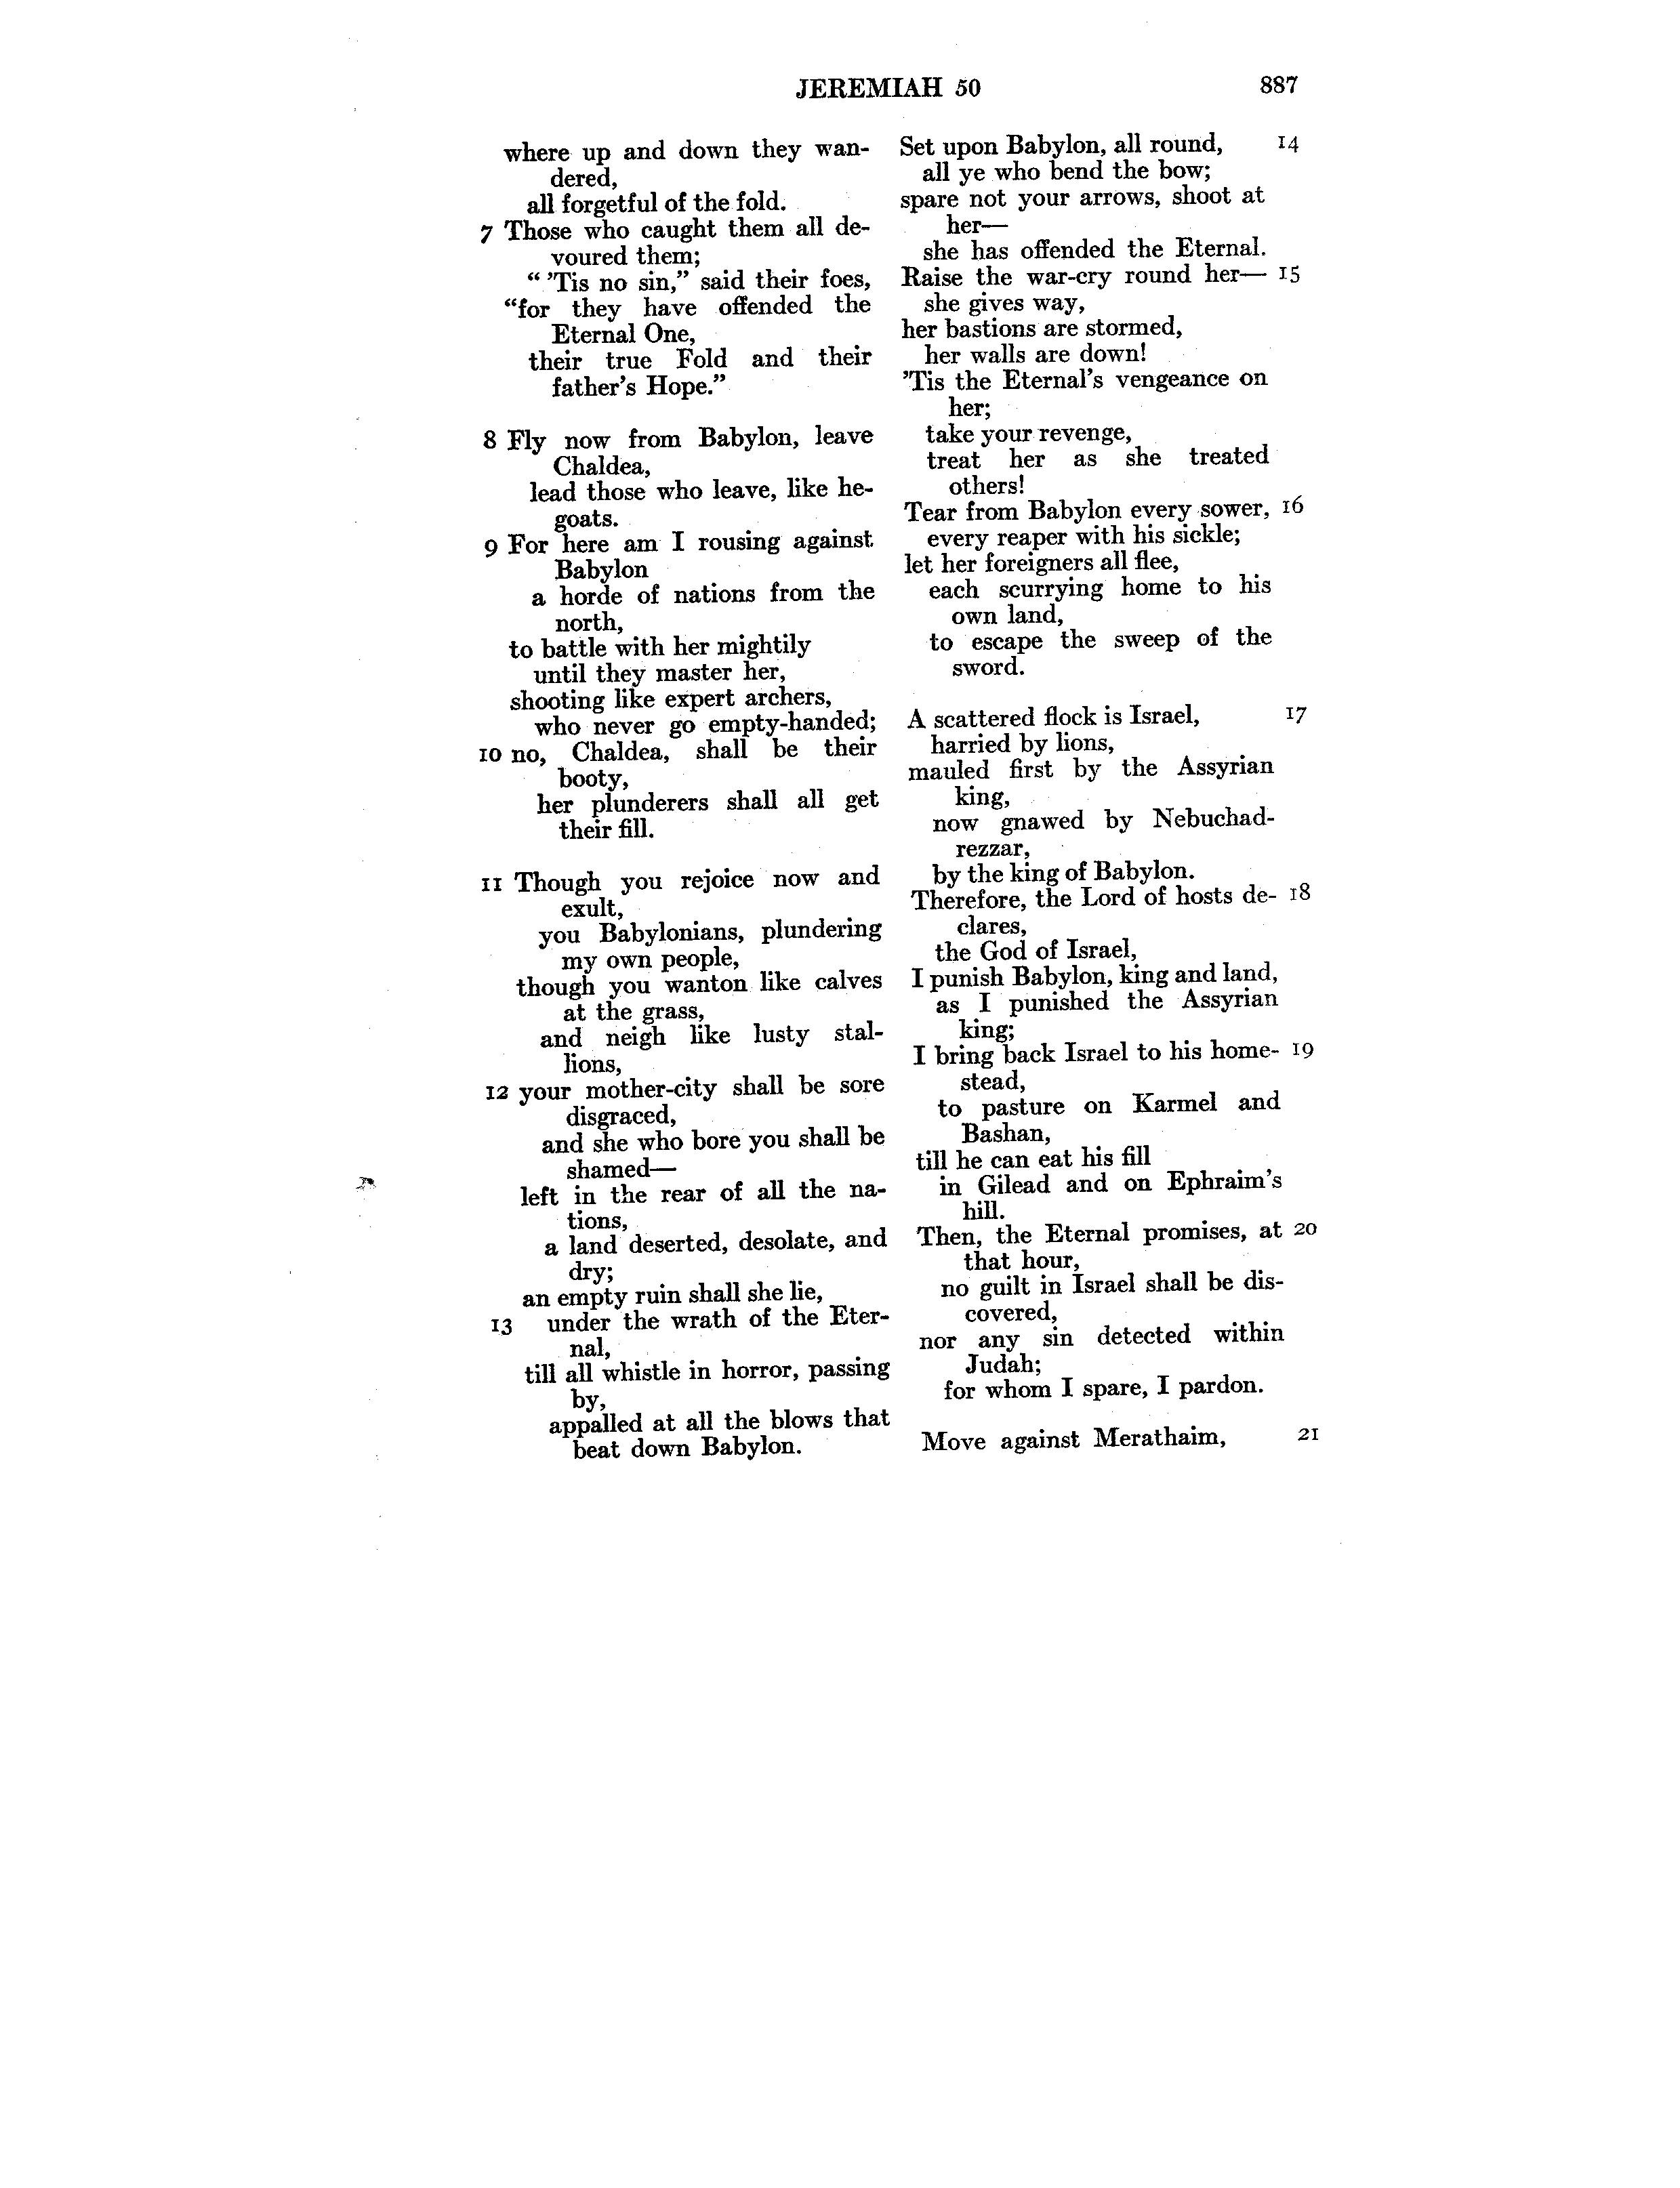 JEREMIAH 50 887
where up and down they wan-
dered,
all forgetful of the fold.
7 Those who caught them all de-
voured them;
“ ’Tis no sin,” said their foes,
“for they have offended the
Eternal One,
their true Fold and their
father’s Hope.”
8 Fly now from Babylon, leave
Chaldea,
lead those who leave, like he-
goats.
9 For here am I rousing against
Babylon
a horde of nations from the
north,
to battle with her mightily
until they master her,
shooting like expert archers,
who never go empty-handed;
10 no, Chaldea, shall be their
booty,
her plunderers shall all get
their fill.
11 Though you rejoice now and
exult,
you Babylonians, plundering
my own people,
though you wanton like calves
at the grass,
and neigh like lusty stal-
lions,
12 your mother-city shall be sore
disgraced,
and she who bore you shall be
shamed—
left in the rear of all the na-
tions,
a land deserted, desolate, and
dry;
an empty ruin shall she lie,
13 under the wrath of the Eter-
nal,
till all whistle in horror, passing
by,
appalled at all the blows that
beat down Babylon.
Set upon Babylon, all round, 14
all ye who bend the bow;
spare not your arrows, shoot at
her—
she has offended the Eternal.
Raise the war-cry round her— 15
she gives way,
her bastions are stormed,
her walls are down!
’Tis the Eternal’s vengeance on
her;
take your revenge,
treat her as she treated
others!
Tear from Babylon every sower, 16
every reaper with his sickle;
let her foreigners all flee,
each scurrying home to his
own land,
to escape the sweep of the
sword.
A scattered flock is Israel, 17
harried by lions,
mauled first by the Assyrian
king,
now gnawed by Nebuchad-
rezzar,
by the king of Babylon.
Therefore, the Lord of hosts de- 18
clares,
the God of Israel,
I punish Babylon, king and land,
as I punished the Assyrian
king;
I bring back Israel to his home- 19
stead,
to pasture on Karmel and
Bashan,
till he can eat his fill
in Gilead and on Ephraim’s
hill.
Then, the Eternal promises, at 20
that hour,
no guilt in Israel shall be dis-
covered,
nor any sin detected within
Judah;
for whom I spare, I pardon.
Move against Merathaim, 21